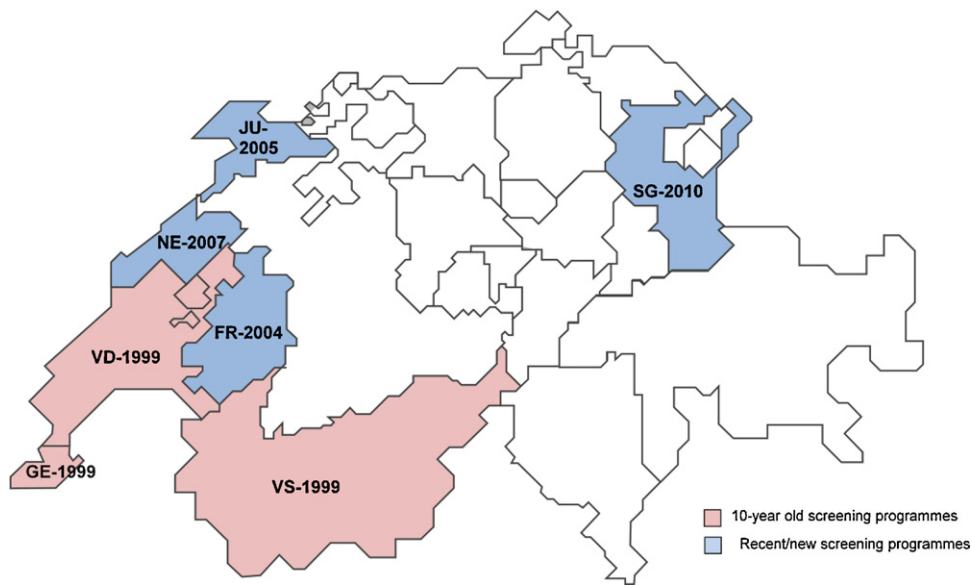 JU-
2005
SG-2010
NE-2007
FR-2004
VD-1999
GE-1999
VS-1999
10-year old screening programmes
Recent/new screening programmes